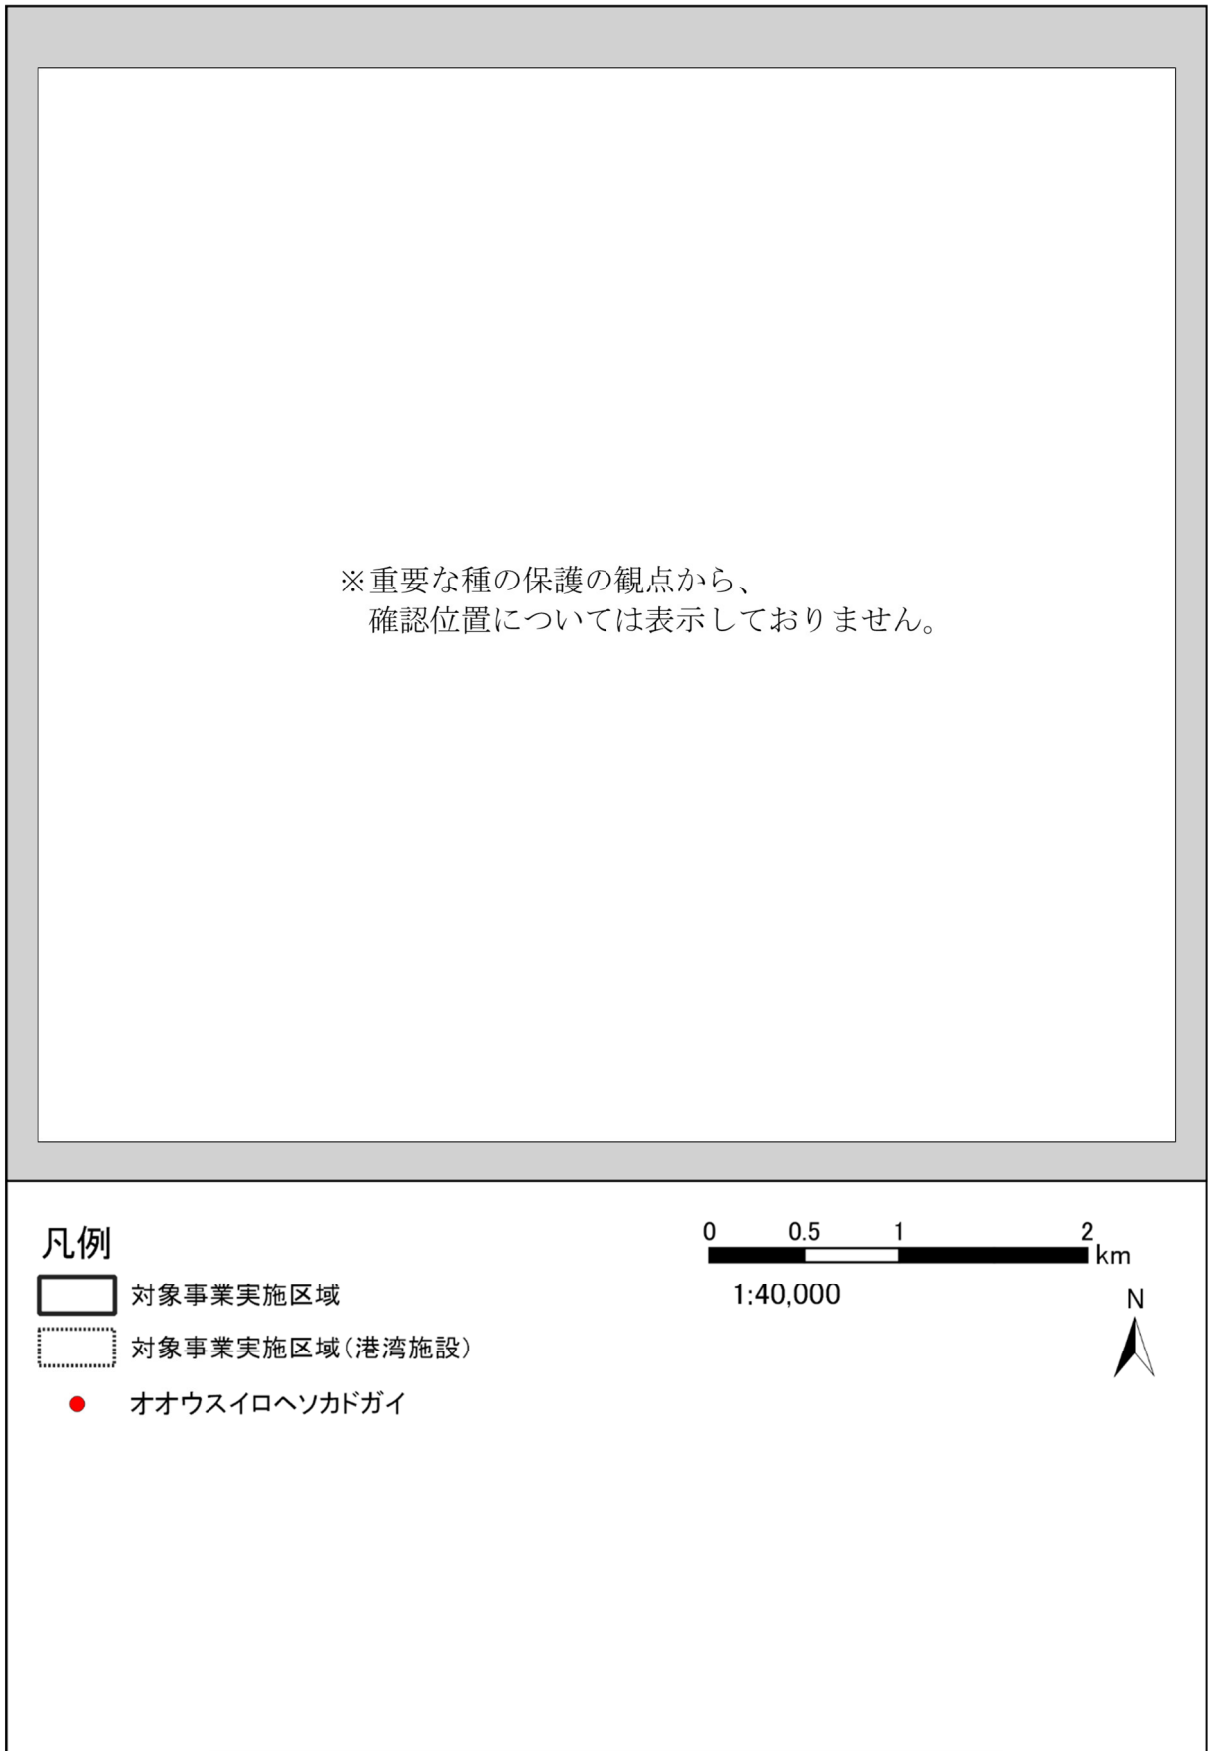 ※重要な種の保護の観点から、
確認位置については表示しておりません。
凡例
対象事業実施区域
対象事業実施区域(港湾施設)
オオウスイロヘソカドガイ
0 0.5 1 2
km
1:40,000
N